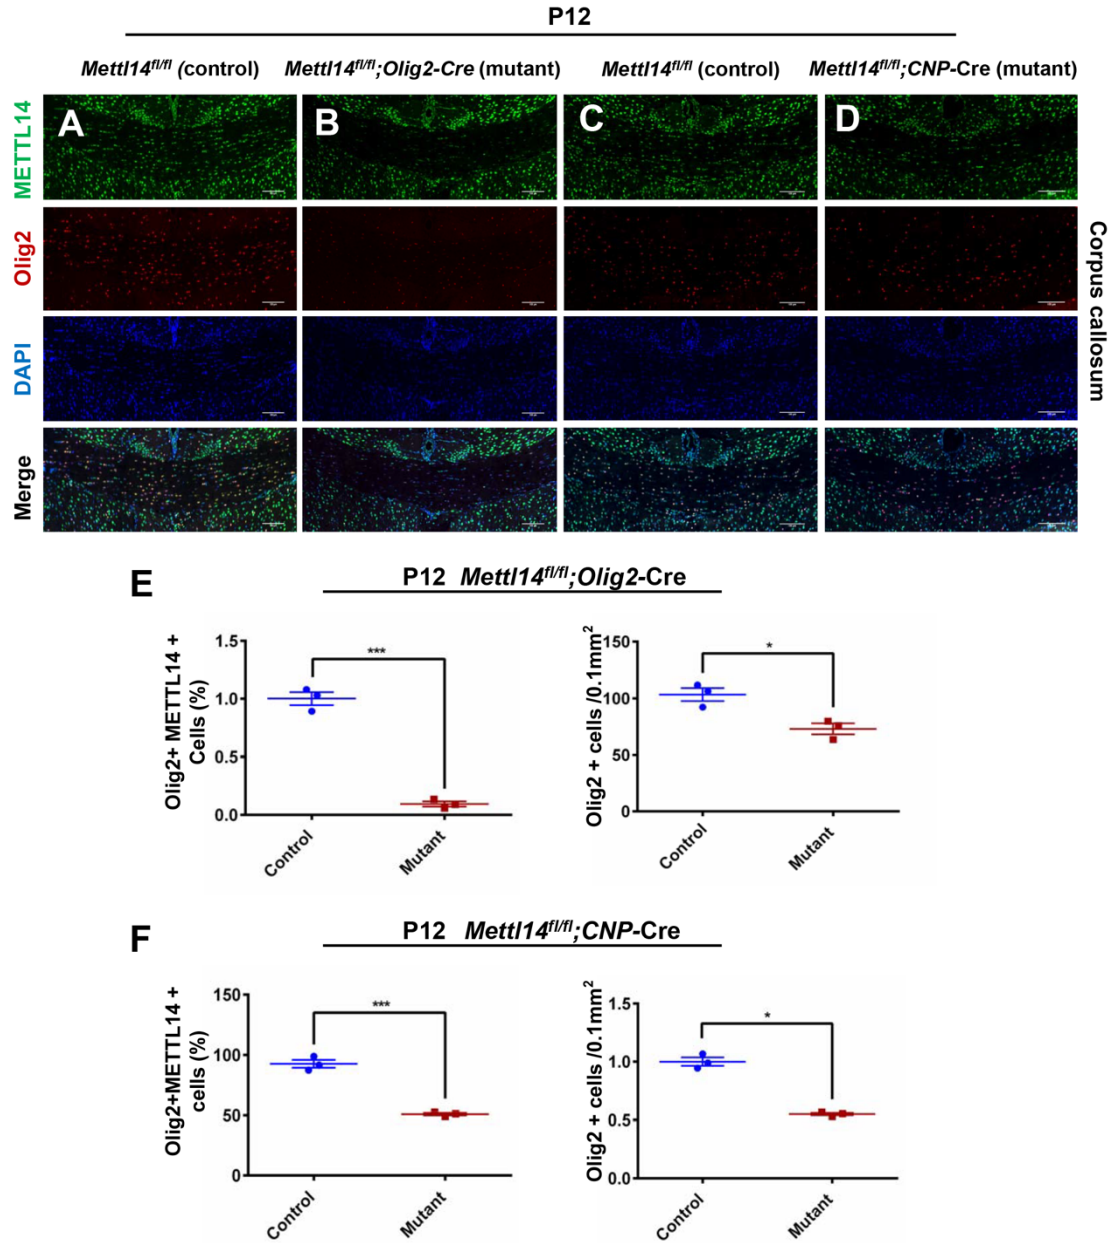 P12
Mettl14fl/fl (control)
Mettl14fl/fl;Olig2-Cre (mutant)
Mettl14fl/fl (control)
Mettl14fl/fl;CNP-Cre (mutant)
METTL14
A
B
C
D
Olig2
DAPI
Merge
Corpus callosum
E
P12 Mettl14fl/fl;Olig2-Cre
Olig2+ METTL14 +
Cells (%)
1.5
1.0
0.5
0.0
***
Control
Mutant
Olig2 + cells /0.1mm2
150
100
50
0
*
Control
Mutant
F
P12 Mettl14fl/fl;CNP-Cre
Olig2+METTL14 +
cells (%)
150
100
50
0
***
Control
Mutant
Olig2 + cells /0.1mm2
1.5
1.0
0.5
0.0
*
Control
Mutant